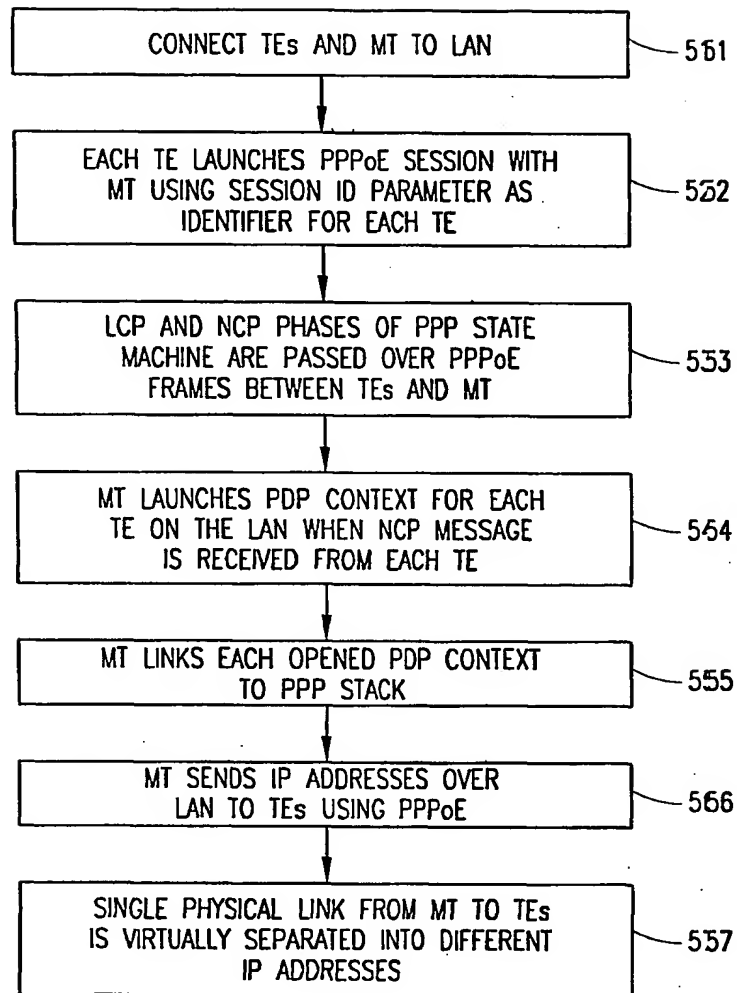 CONNECT TEs AND MT TO LAN
EACH TE LAUNCHES PPPoE SESSION WITH
MT USING SESSION ID PARAMETER AS
IDENTIFIER FOR EACH TE
LCP AND NCP PHASES OF PPP STATE
MACHINE ARE PASSED OVER PPPoE
FRAMES BETWEEN TEs AND MT
MT LAUNCHES PDP CONTEXT FOR EACH
TE ON THE LAN WHEN NCP MESSAGE
IS RECEIVED FROM EACH TE
MT LINKS EACH OPENED PDP CONTEXT
TO PPP STACK
555
MT SENDS IP ADDRESSES OVER
LAN TO TEs USING PPPoE
SINGLE PHYSICAL LINK FROM MT TO TEs
IS VIRTUALLY SEPARATED INTO DIFFERENT
IP ADDRESSES